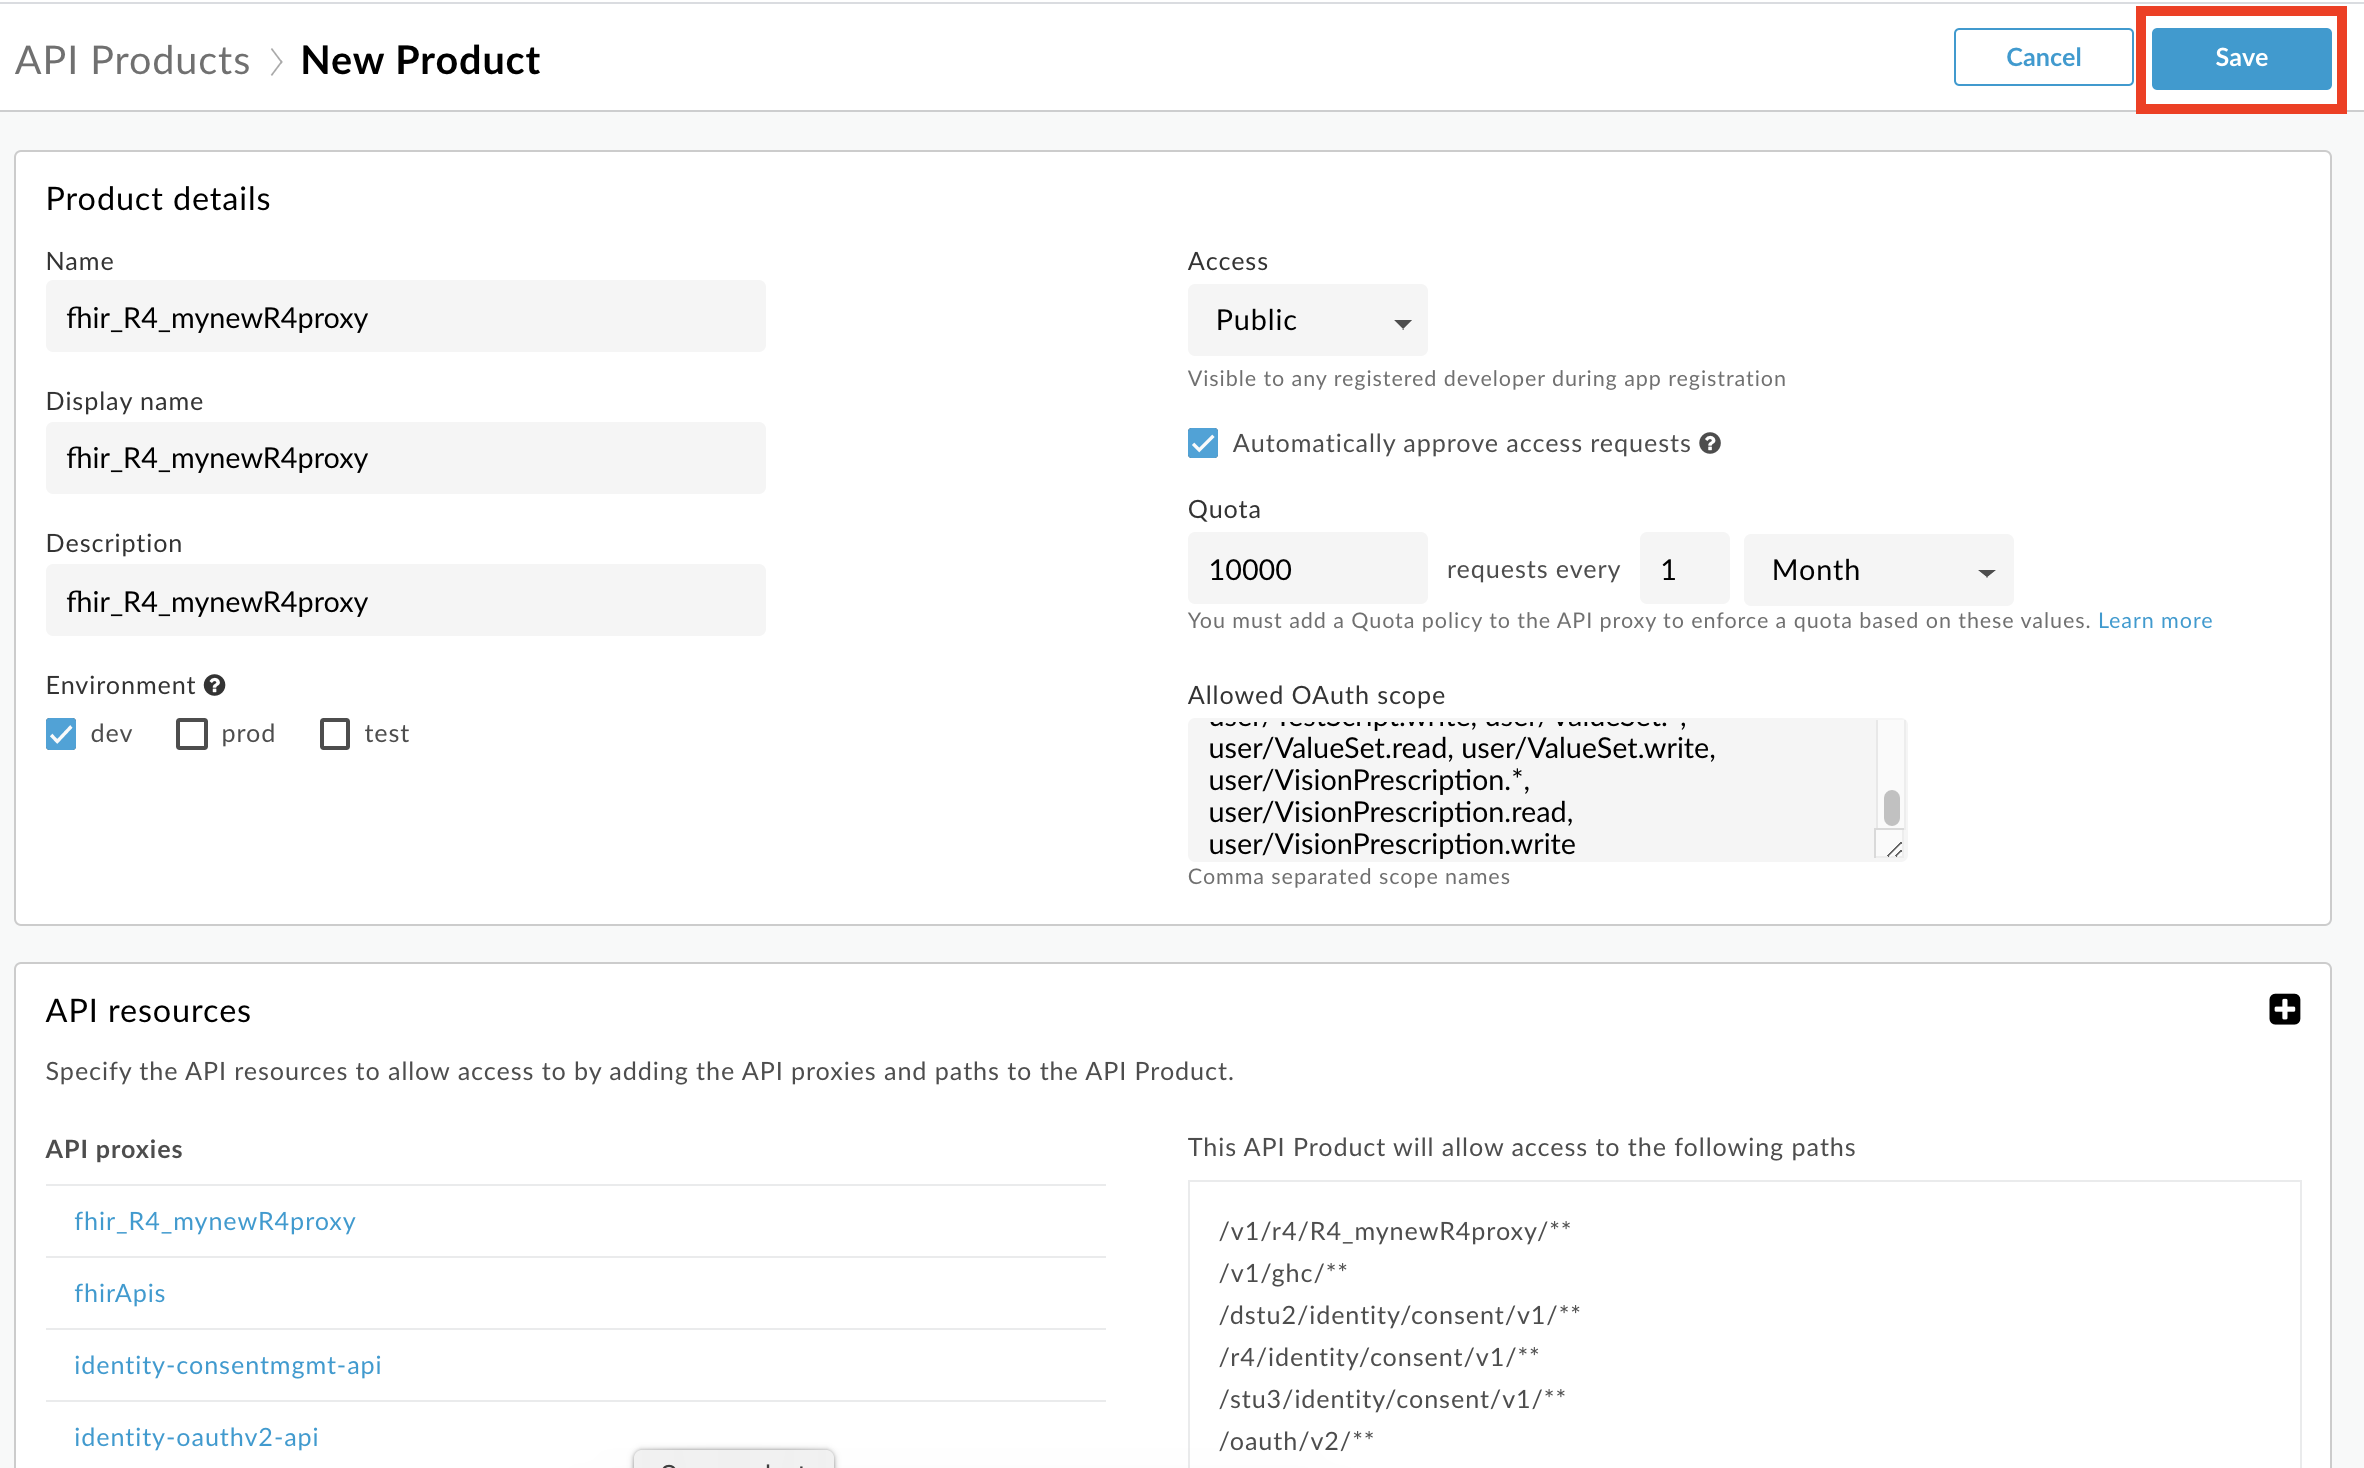 API Products > New Product
Cancel
Save
Product details
Name
fhir_R4_mynewR4proxy
Display name
fhir_R4_mynewR4proxy
Description
fhir_R4_mynewR4proxy
Environment ?
dev
prod
test
Access
Public
Visible to any registered developer during app registration
Automatically approve access requests ?
Quota
10000 requests every 1 Month
You must add a Quota policy to the API proxy to enforce a quota based on these values. Learn more
Allowed OAuth scope
user/TestScript.write, user/ValueSet.*,
user/ValueSet.read, user/ValueSet.write,
user/VisionPrescription.*,
user/VisionPrescription.read,
user/VisionPrescription.write
Comma separated scope names
API resources
Specify the API resources to allow access to by adding the API proxies and paths to the API Product.
API proxies
fhir_R4_mynewR4proxy
fhirApis
identity-consentmgmt-api
identity-oauthv2-api
This API Product will allow access to the following paths
/v1/r4/R4_mynewR4proxy/**
/v1/ghc/**
/dstu2/identity/consent/v1/**
/r4/identity/consent/v1/**
/stu3/identity/consent/v1/**
/oauth/v2/**